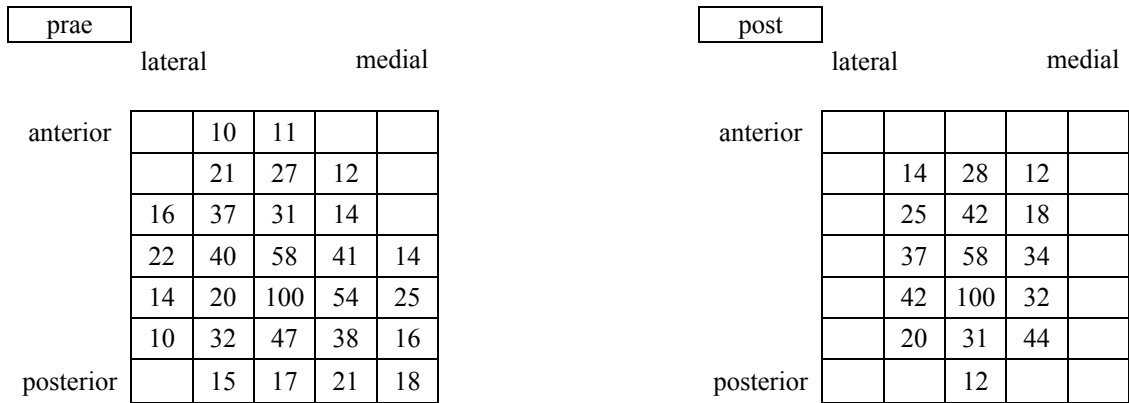 prae post
lateral medial lateral medial
anterior 10 11 anterior
21 27 12 14 28 12
16 37 31 14 25 42 18
22 40 58 41 14 37 58 34
14 20 100 54 25 42 100 32
10 32 47 38 16 20 31 44
posterior 15 17 21 18 posterior 12